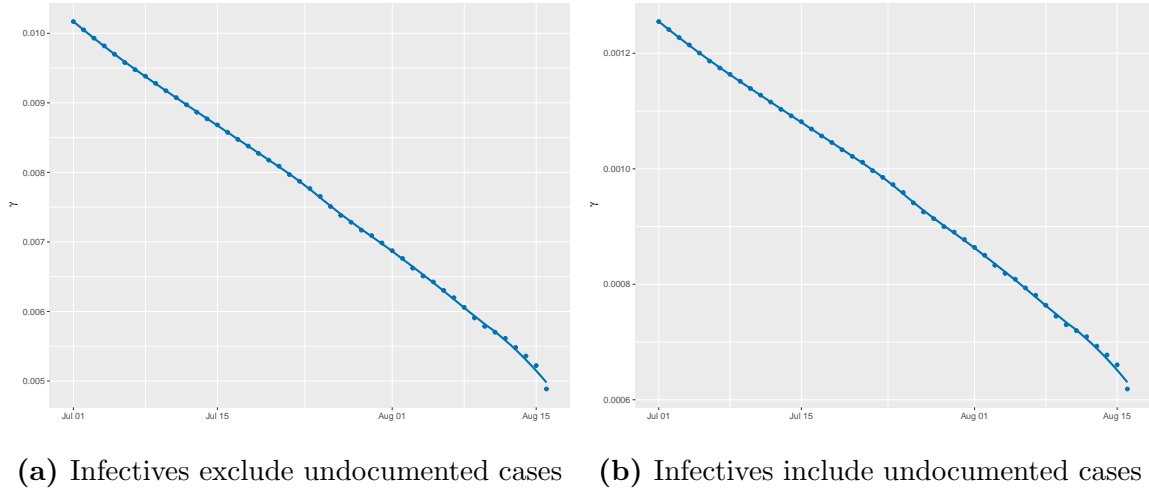 0.010
0.009
0.008
0.007
0.006
0.005
γ
Jul 01
Jul 15
Aug 01
Aug 15
0.0012
0.0010
0.0008
0.0006
γ
Jul 01
Jul 15
Aug 01
Aug 15
(a) Infectives exclude undocumented cases
(b) Infectives include undocumented cases